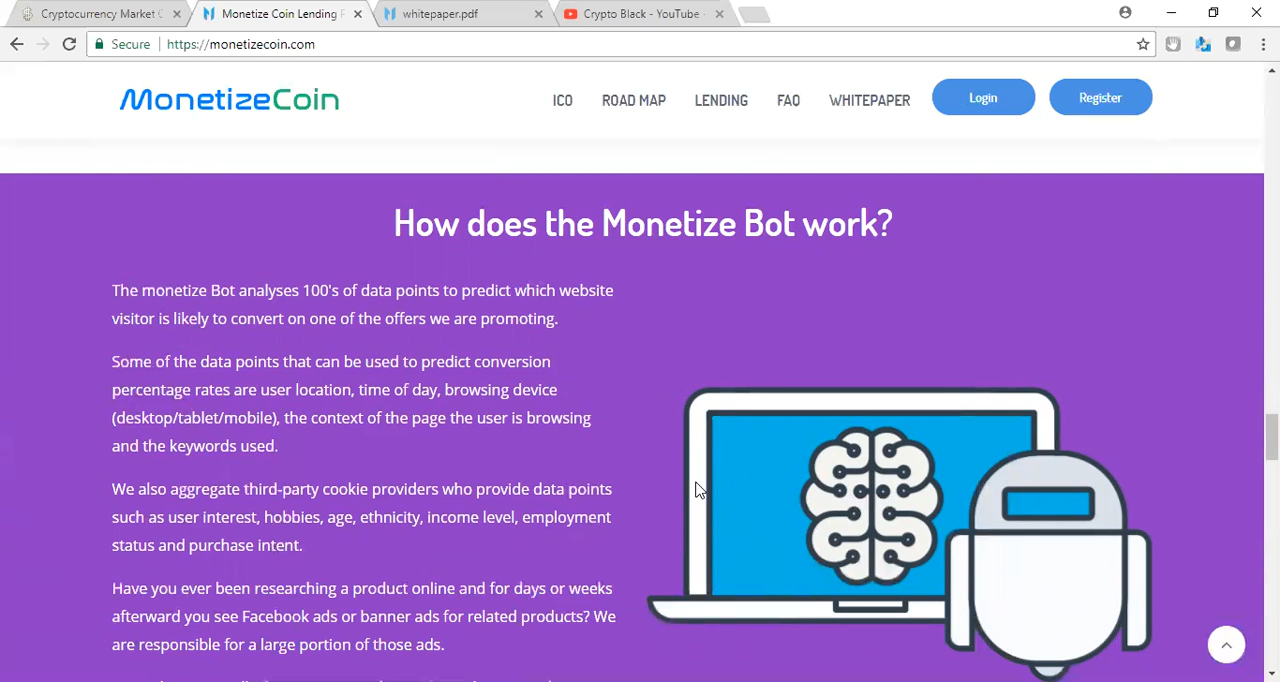 Cryptocurrency Market C
Monetize Coin Lending P
whitepaper.pdf
Crypto Black - YouTube
Secure
https://monetizecoin.com
MonetizeCoin
ICO
ROAD MAP
LENDING
FAQ
WHITEPAPER
Login
Register
How does the Monetize Bot work?
The monetize Bot analyses 100's of data points to predict which website
visitor is likely to convert on one of the offers we are promoting.
Some of the data points that can be used to predict conversion
percentage rates are user location, time of day, browsing device
(desktop/tablet/mobile), the context of the page the user is browsing
and the keywords used.
We also aggregate third-party cookie providers who provide data points
such as user interest, hobbies, age, ethnicity, income level, employment
status and purchase intent.
Have you ever been researching a product online and for days or weeks
afterward you see Facebook ads or banner ads for related products? We
are responsible for a large portion of those ads.